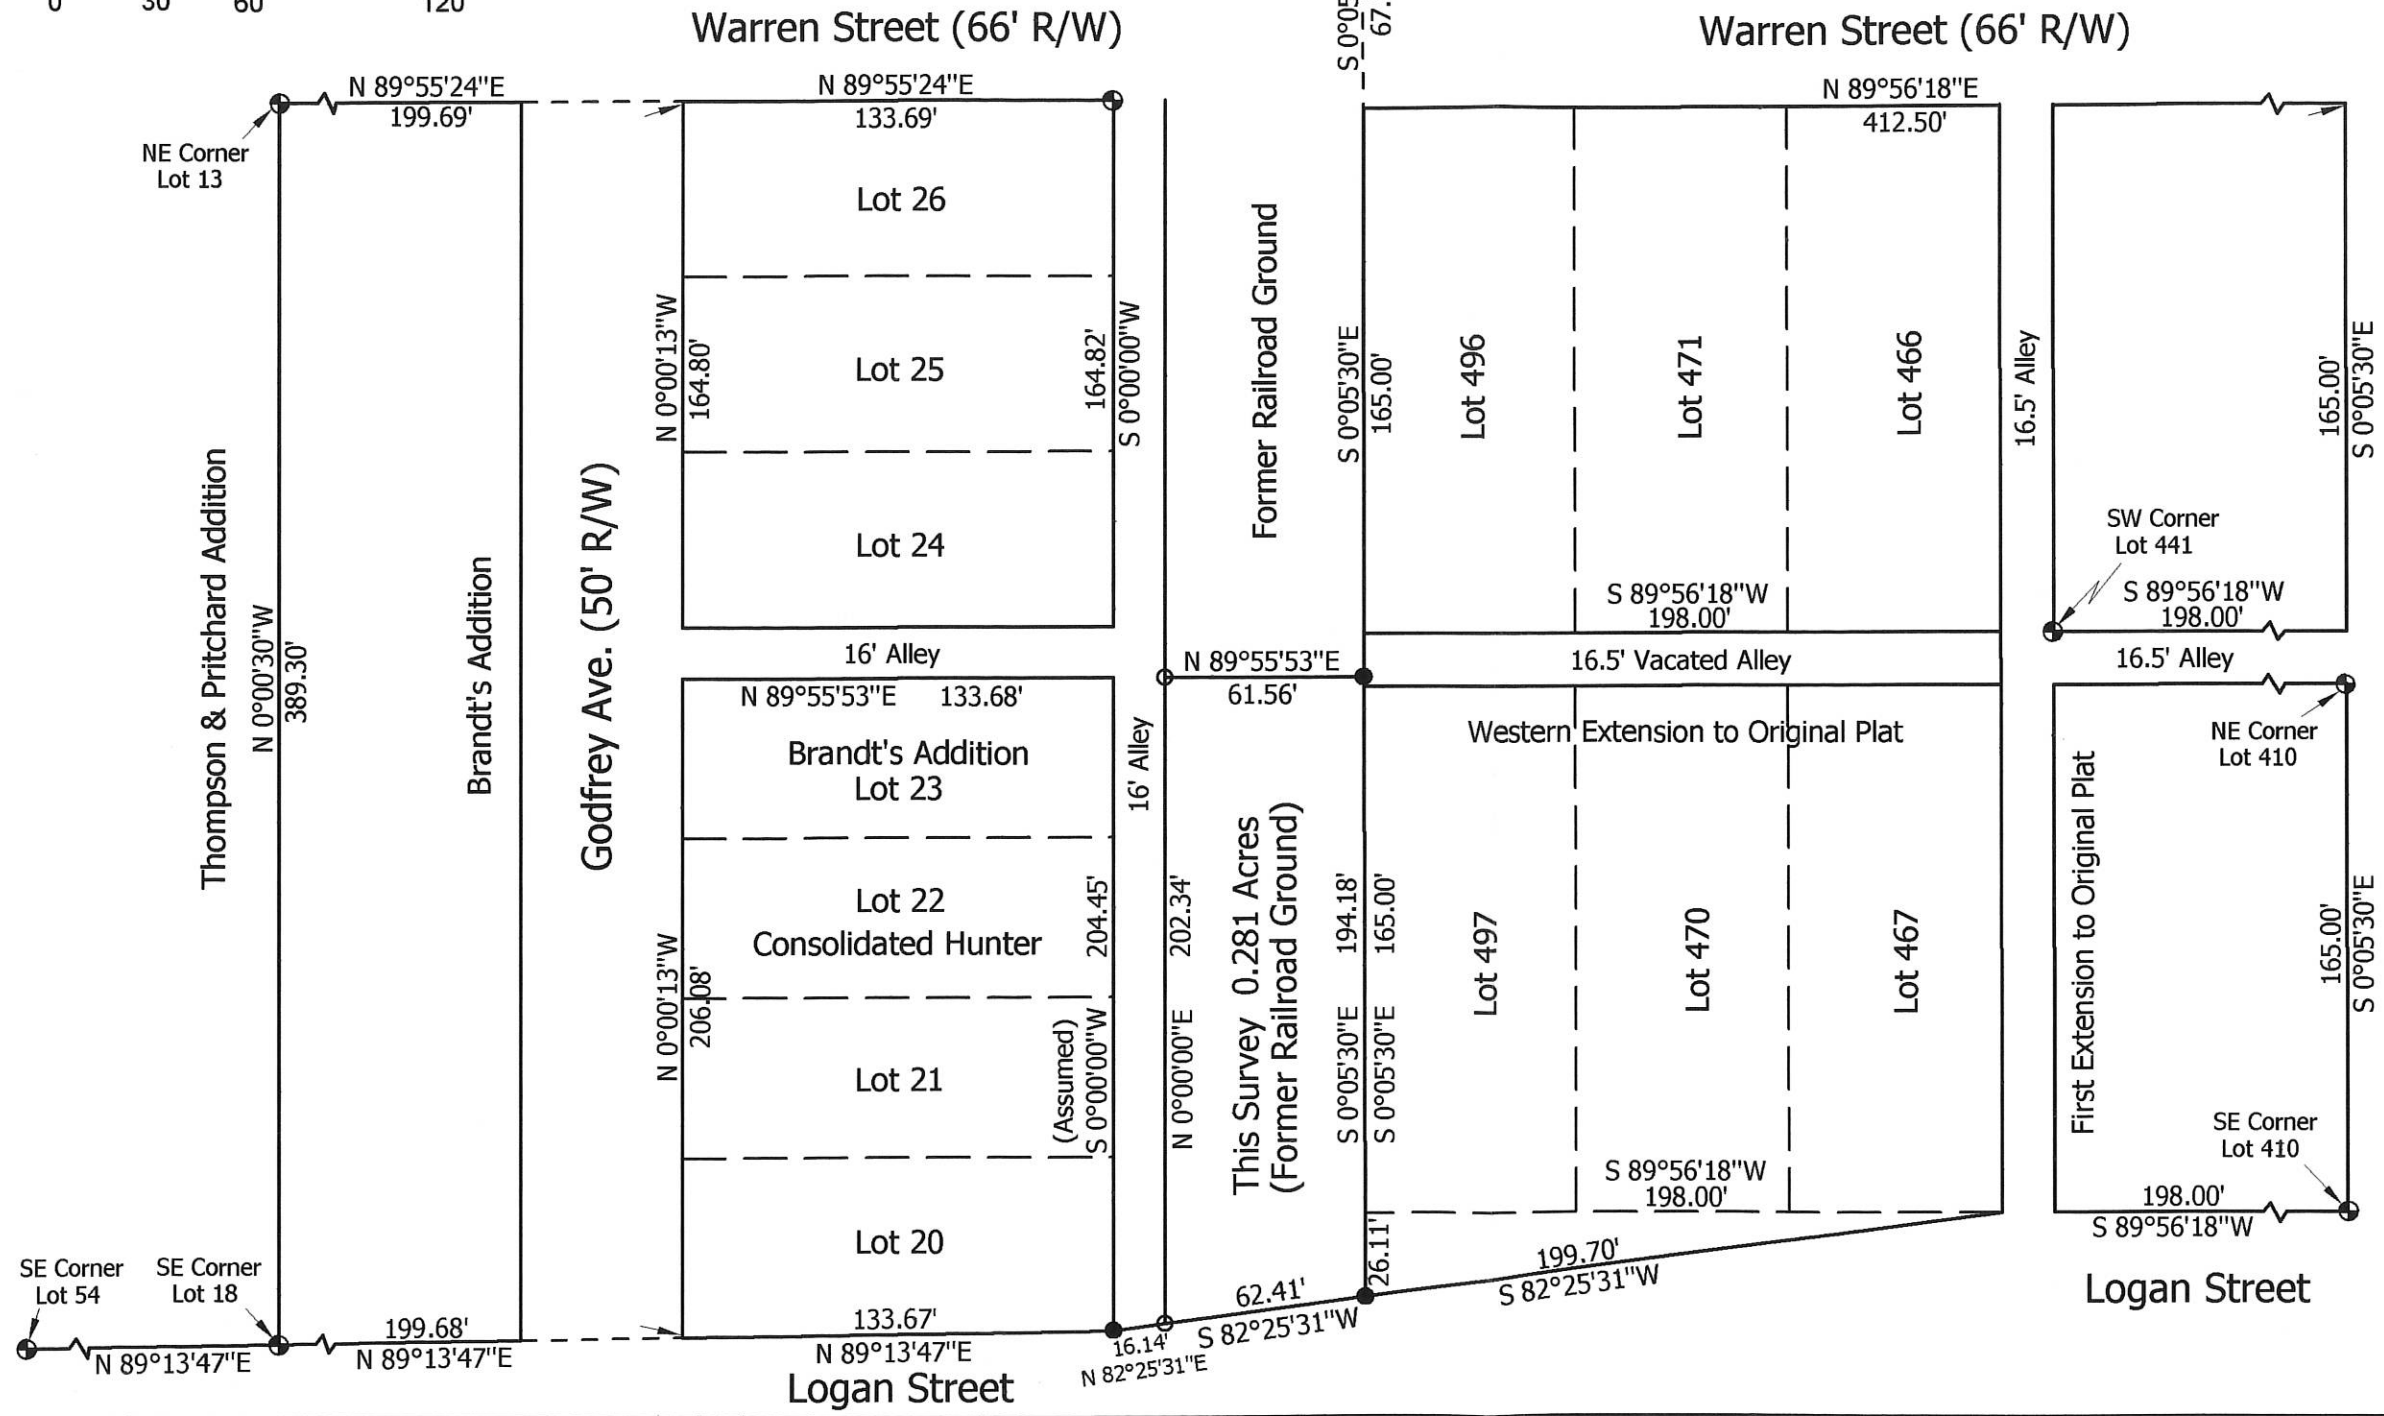 0 30 60 120
Warren Street (66' R/W)
S 0°05
67.
Warren Street (66' R/W)
N 89°55'24"E
199.69'
N 89°55'24"E
133.69'
N 89°56'18"E
412.50'
NE Corner
Lot 13
Lot 26
Lot 25
Lot 24
N 0°00'13"W
164.80'
164.82'
S 0°00'00"W
Former Railroad Ground
S 0°05'30"E
165.00'
Lot 496
Lot 471
Lot 466
16.5' Alley
165.00'
S 0°05'30"E
SW Corner
Lot 441
S 89°56'18"W
198.00'
S 89°56'18"W
198.00'
Thompson & Pritchard Addition
N 0°00'30"W
389.30'
Brandt's Addition
Godfrey Ave. (50' R/W)
16' Alley
N 89°55'53"E
61.56'
16.5' Vacated Alley
16.5' Alley
N 89°55'53"E 133.68'
Brandt's Addition
Lot 23
16' Alley
Western Extension to Original Plat
NE Corner
Lot 410
Lot 22
Consolidated Hunter
N 0°00'13"W
206.08'
204.45'
(Assumed)
S 0°00'00"W
202.34'
N 0°00'00"E
This Survey 0.281 Acres
(Former Railroad Ground)
194.18'
S 0°05'30"E
165.00'
S 0°05'30"E
Lot 497
Lot 470
Lot 467
First Extension to Original Plat
165.00'
S 0°05'30"E
Lot 21
Lot 20
S 89°56'18"W
198.00'
SE Corner
Lot 410
198.00'
S 89°56'18"W
26.11'
199.70'
S 82°25'31"W
62.41'
S 82°25'31"W
Logan Street
SE Corner
Lot 54
SE Corner
Lot 18
N 89°13'47"E
199.68'
N 89°13'47"E
133.67'
N 89°13'47"E
16.14'
N 82°25'31"E
Logan Street